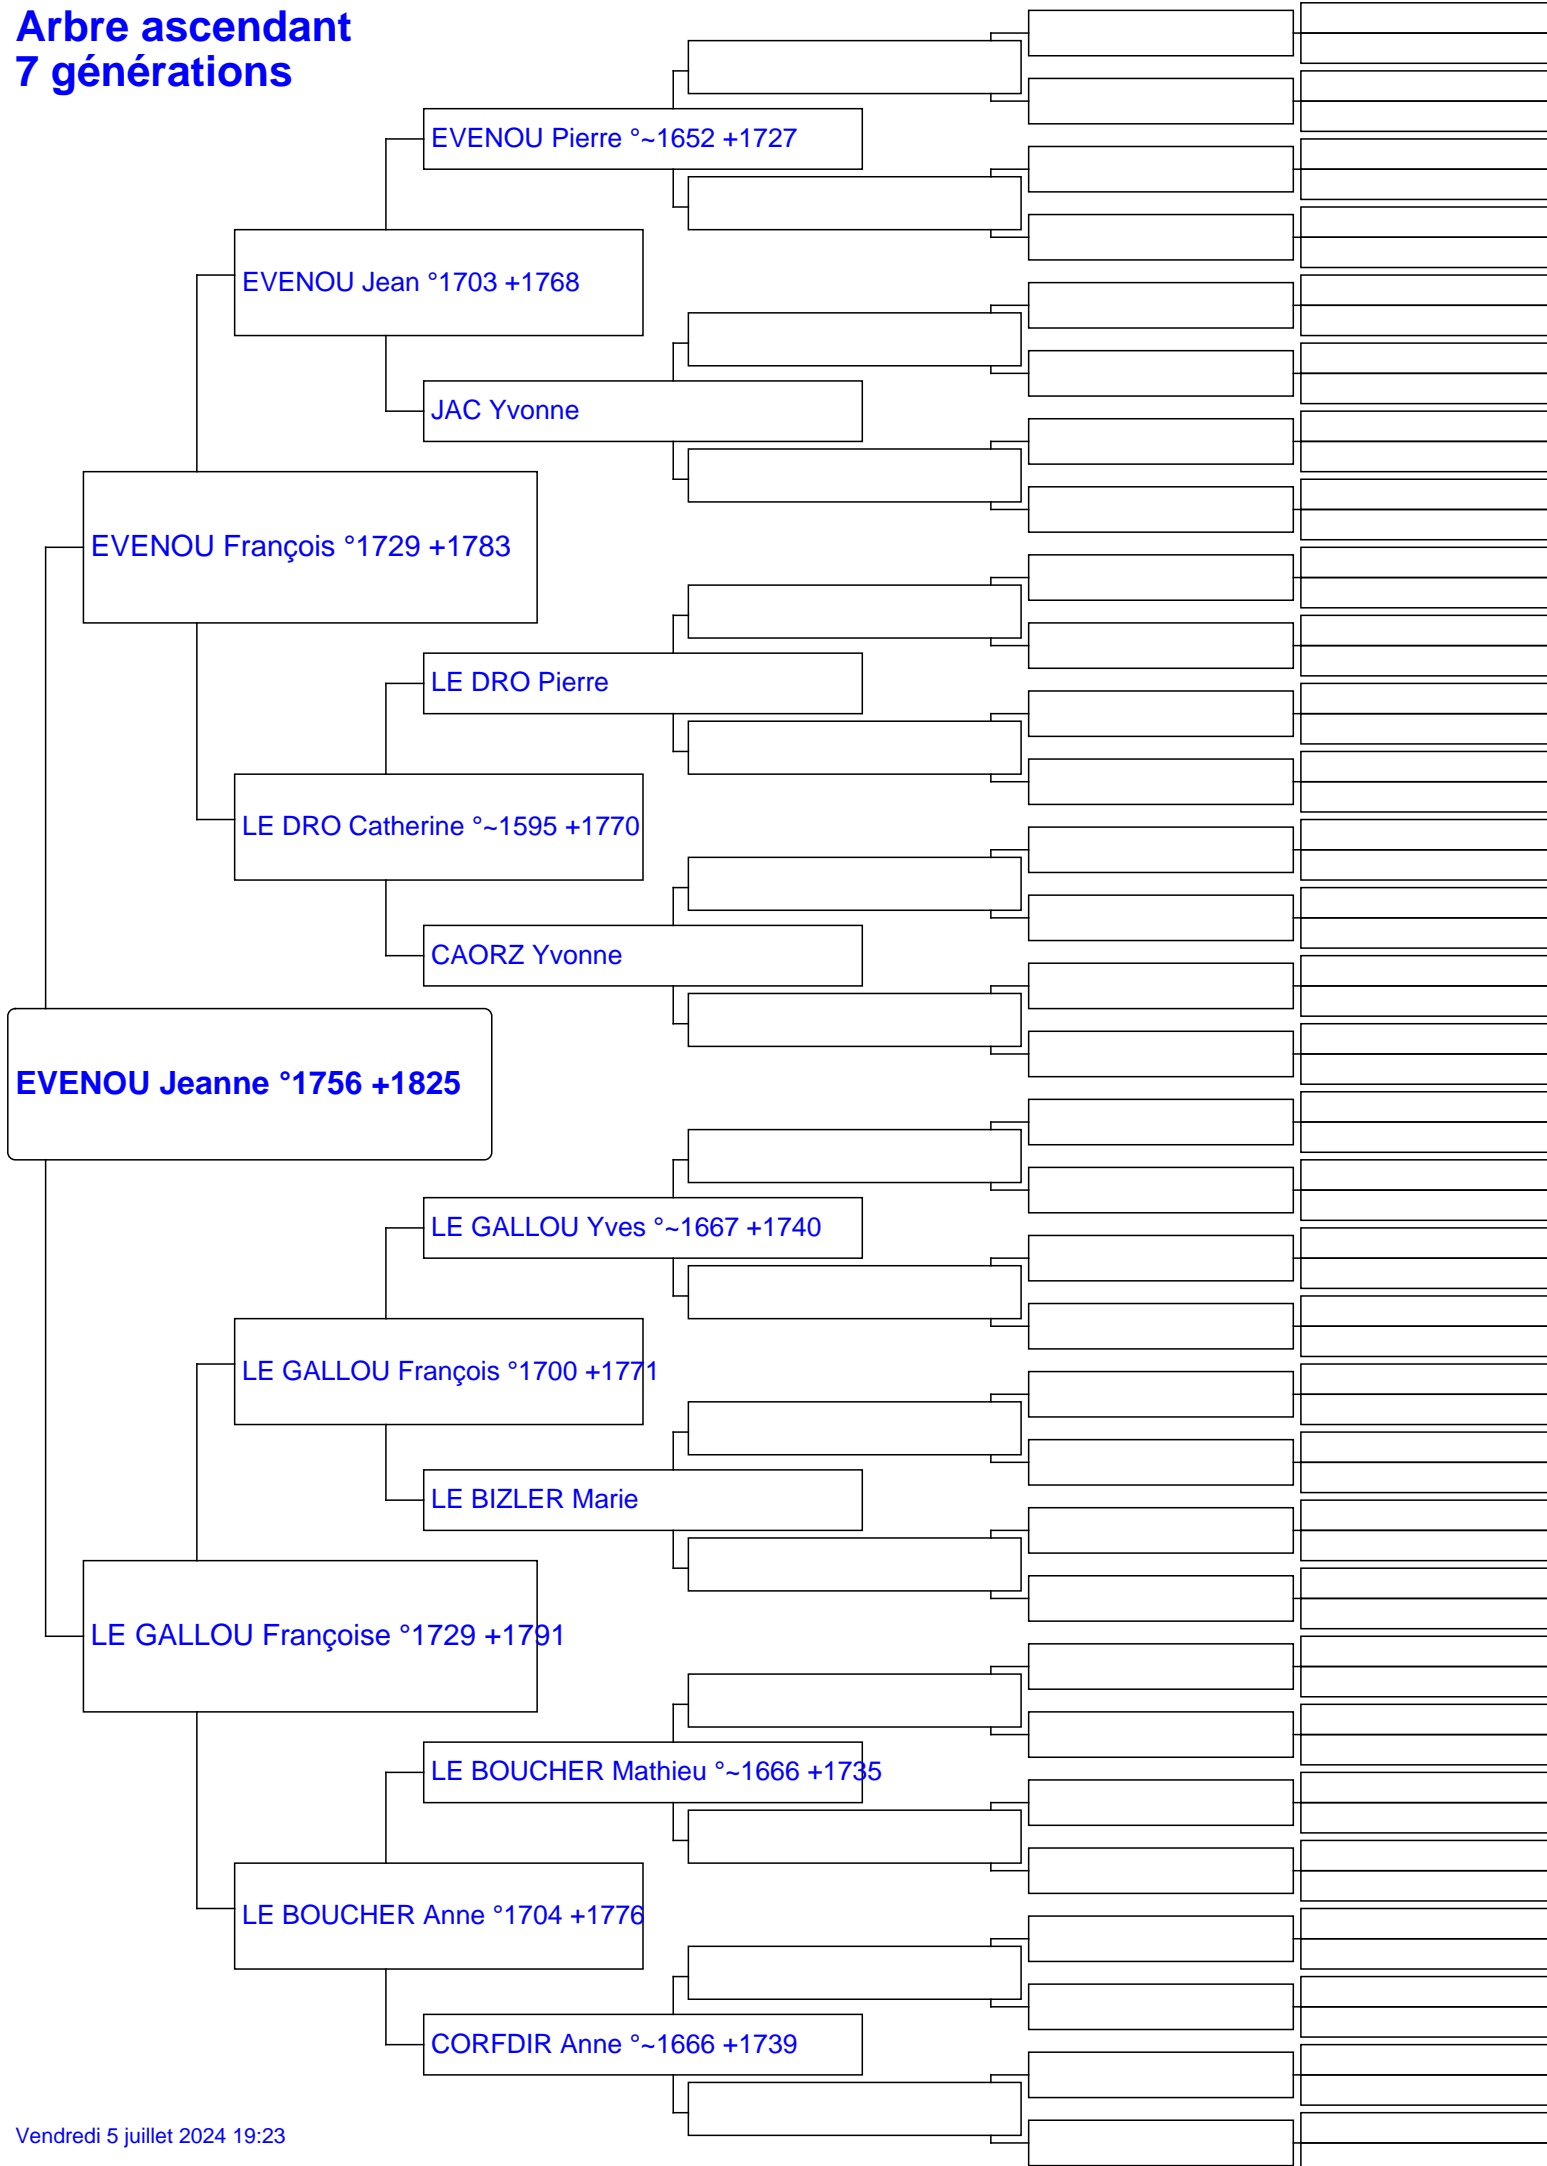 Arbre ascendant
7 générations
EVENOU Pierre °~1652 +1727
EVENOU Jean °1703 +1768
JAC Yvonne
EVENOU François °1729 +1783
LE DRO Pierre
LE DRO Catherine °~1595 +1770
CAORZ Yvonne
EVENOU Jeanne °1756 +1825
LE GALLOU Yves °~1667 +1740
LE GALLOU François °1700 +1771
LE BIZLER Marie
LE GALLOU Françoise °1729 +1791
LE BOUCHER Mathieu °~1666 +1735
LE BOUCHER Anne °1704 +1776
CORFDIR Anne °~1666 +1739
Vendredi 5 juillet 2024 19:23